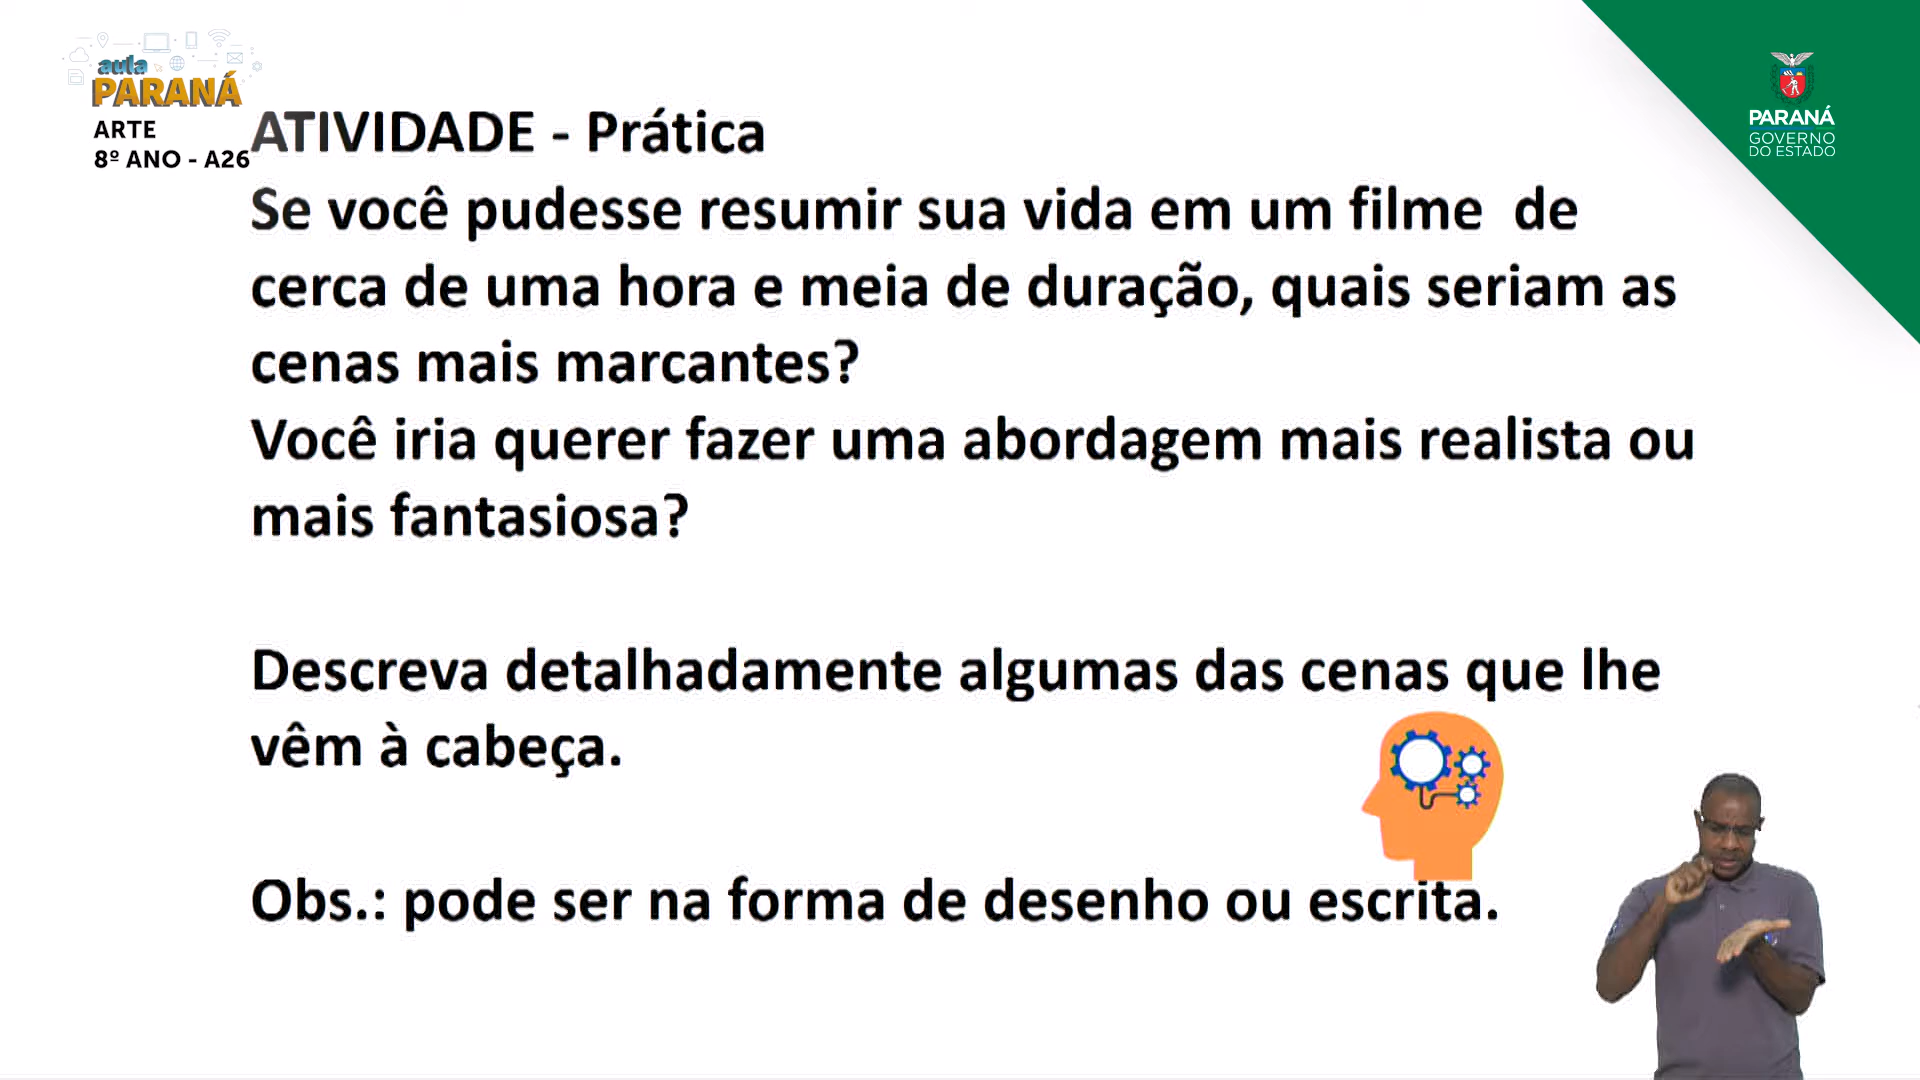 aula
PARANÁ
ARTE
8º ANO - A26
PARANÁ
GOVERNO
DO ESTADO
ATIVIDADE - Prática
Se você pudesse resumir sua vida em um filme de
cerca de uma hora e meia de duração, quais seriam as
cenas mais marcantes?
Você iria querer fazer uma abordagem mais realista ou
mais fantasiosa?
Descreva detalhadamente algumas das cenas que lhe
vêm à cabeça.
Obs.: pode ser na forma de desenho ou escrita.